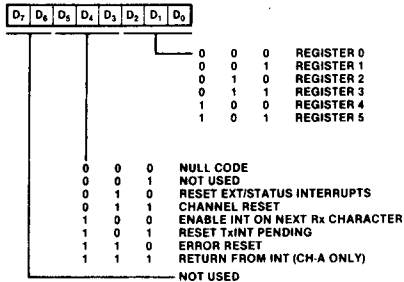 D7 D6 D5 D4 D3 D2 D1 D0
0 0 0 REGISTER 0
0 0 1 REGISTER 1
0 1 0 REGISTER 2
0 1 1 REGISTER 3
1 0 0 REGISTER 4
1 0 1 REGISTER 5
0 0 0 NULL CODE
0 0 1 NOT USED
0 1 0 RESET EXT/STATUS INTERRUPTS
0 1 1 CHANNEL RESET
1 0 0 ENABLE INT ON NEXT Rx CHARACTER
1 0 1 RESET TxINT PENDING
1 1 0 ERROR RESET
1 1 1 RETURN FROM INT (CH-A ONLY)
NOT USED